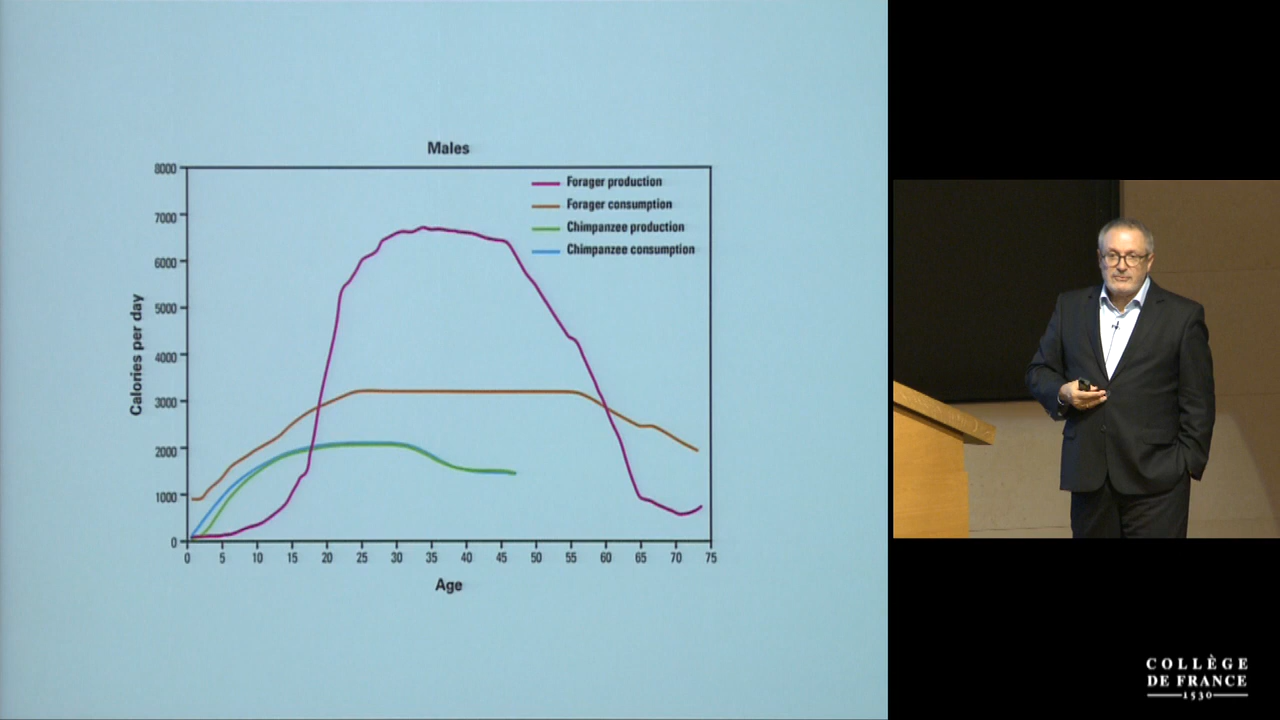 Males
8000
7000
6000
5000
4000
3000
2000
1000
0
Calories per day
Forager production
Forager consumption
Chimpanzee production
Chimpanzee consumption
0 5 10 15 20 25 30 35 40 45 50 55 60 65 70 75
Age
COLLÈGE
DE FRANCE
1530